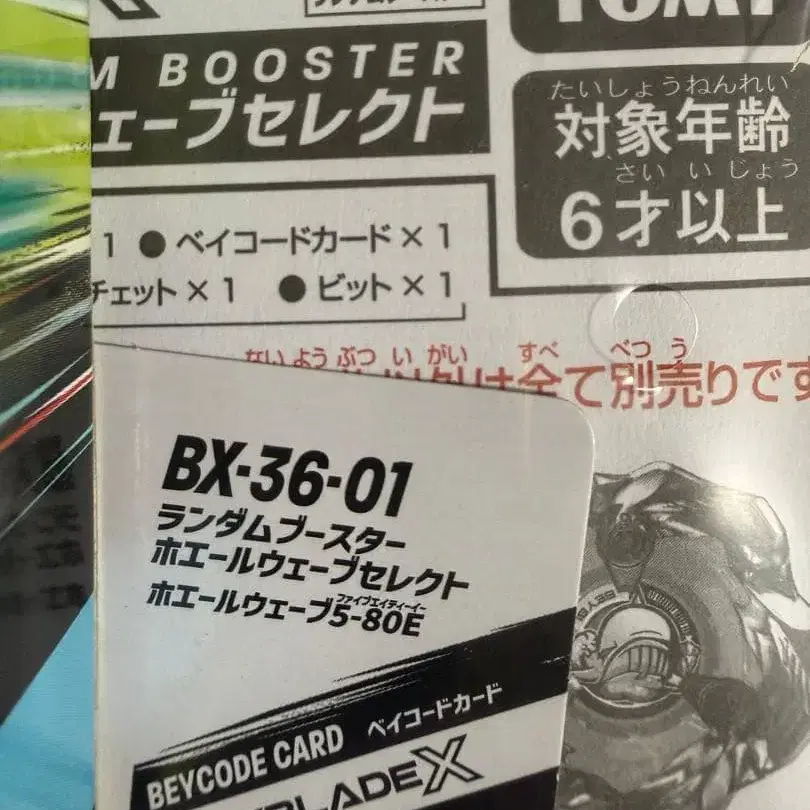 TOMY
M BOOSTER
ェーブセレクト
たいしょうねんれい
対象年齢
さい い じょう
6才以上
1 ●ベイコードカード×1
チェット×1 ●ビット×1
ない よう ぶつ い がい すべ べつ う
全て別売りです
BX-36-01
ランダムブースター
ホエールウェーブセレクト
ファイブエイティーイー
ホエールウェーブ5-80E
BEYCODE CARD ベイコードカード
BLADE X